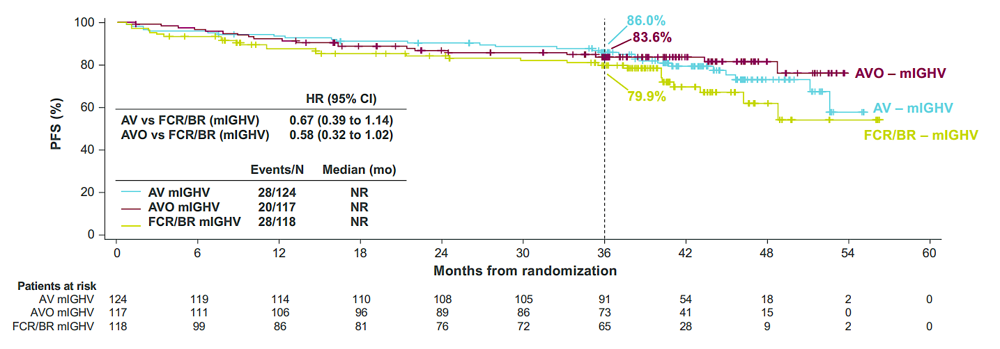 100
80
60
40
20
0
PFS (%)
86.0%
83.6%
79.9%
AVO – mIGHV
AV – mIGHV
FCR/BR – mIGHV
HR (95% CI)
AV vs FCR/BR (mIGHV) 0.67 (0.39 to 1.14)
AVO vs FCR/BR (mIGHV) 0.58 (0.32 to 1.02)
Events/N Median (mo)
AV mIGHV 28/124 NR
AVO mIGHV 20/117 NR
FCR/BR mIGHV 28/118 NR
0 6 12 18 24 30 36 42 48 54 60
Months from randomization
Patients at risk
AV mIGHV 124 119 114 110 108 105 91 54 18 2 0
AVO mIGHV 117 111 106 96 89 86 73 41 15 0
FCR/BR mIGHV 118 99 86 81 76 72 65 28 9 2 0